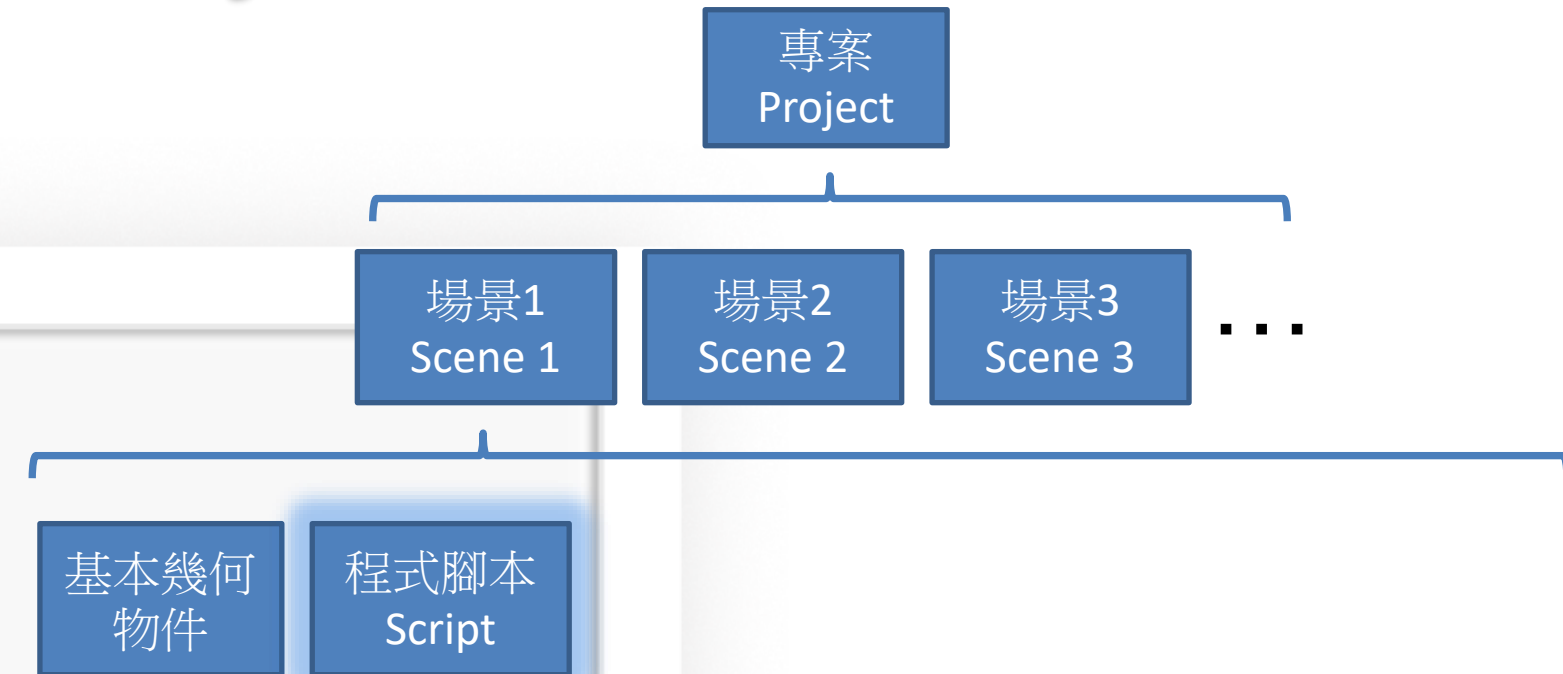 專案
Project
場景1
Scene 1
場景2
Scene 2
場景3
Scene 3
...
基本幾何
物件
程式腳本
Script